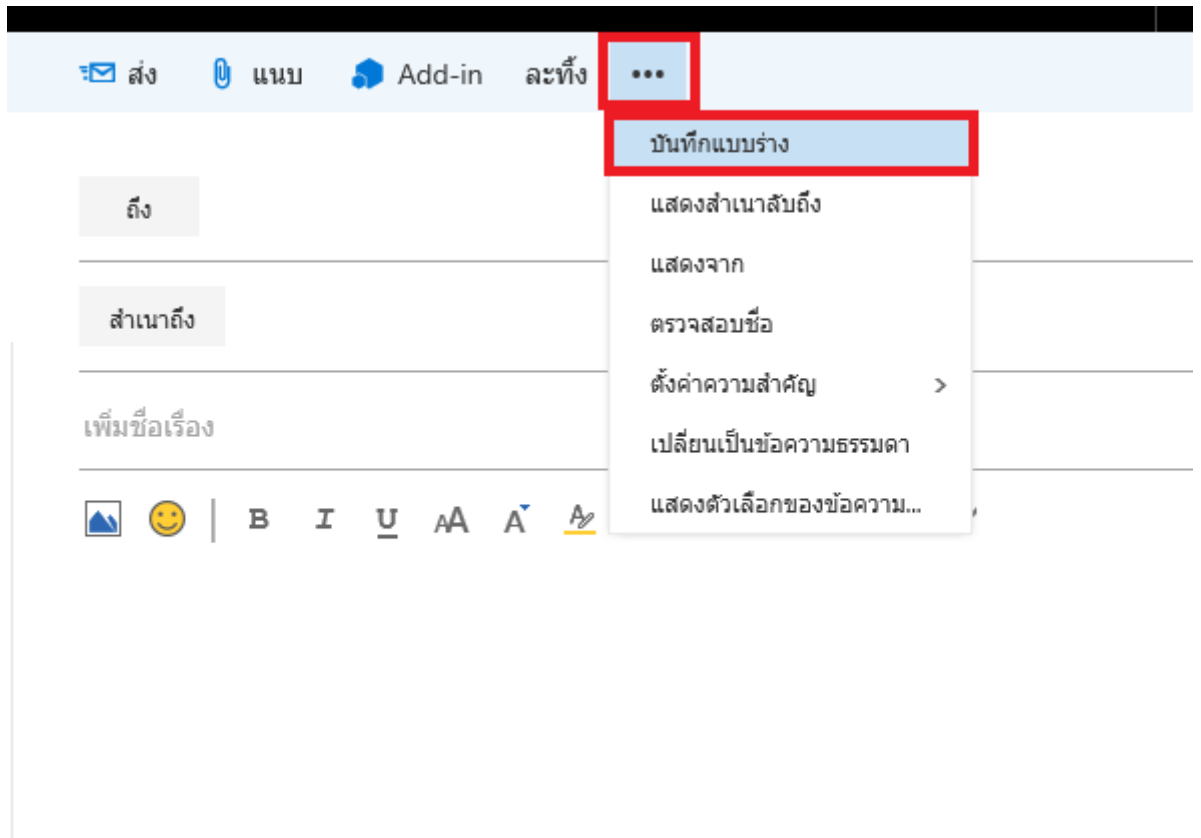 ส่ง แนบ Add-in ละทิ้ง •••
บันทึกแบบร่าง
ถึง
แสดงสำเนาลับถึง
แสดงจาก
สำเนาถึง
ตรวจสอบชื่อ
ตั้งค่าความสำคัญ >
เพิ่มชื่อเรื่อง
เปลี่ยนเป็นข้อความธรรมดา
แสดงตัวเลือกของข้อความ...
B I U AA A A